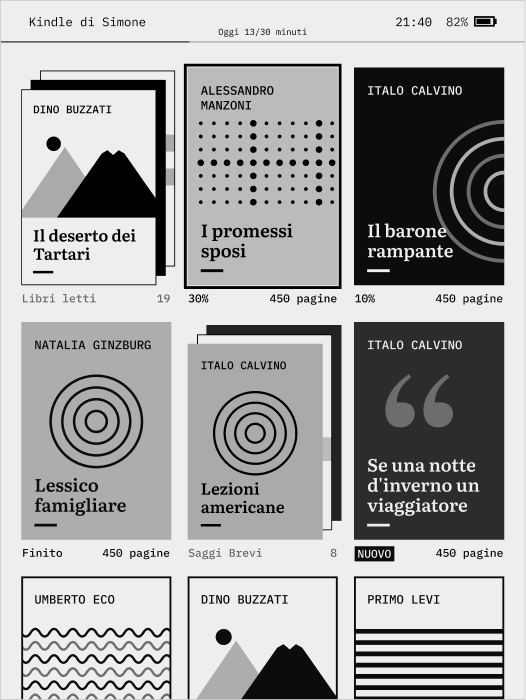 Kindle di Simone
Oggi 13/30 minuti
21:40 82%
DINO BUZZATI
Il deserto dei
Tartari
Libri letti 19
ALESSANDRO
MANZONI
I promessi
sposi
30% 450 pagine
ITALO CALVINO
Il barone
rampante
10% 450 pagine
NATALIA GINZBURG
Lessico
famigliare
Finito 450 pagine
ITALO CALVINO
Lezioni
americane
Saggi Brevi 8
ITALO CALVINO
“
Se una notte
d'inverno un
viaggiatore
NUOVO 450 pagine
UMBERTO ECO
DINO BUZZATI
PRIMO LEVI